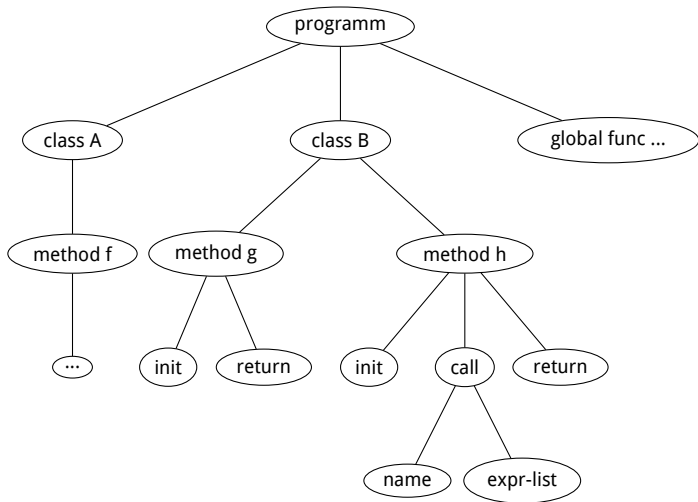 programm
class A
class B
global func ...
method f
method g
method h
...
init
return
init
call
return
name
expr-list